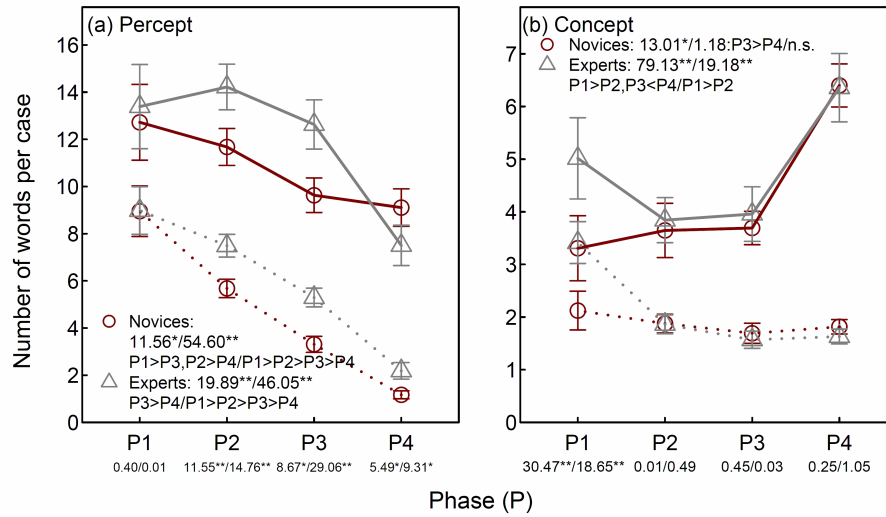 (a) Percept
16
14
12
10
8
6
4
2
0
Number of words per case
Novices:
11.56*/54.60**
P1>P3,P2>P4/P1>P2>P3>P4
Experts: 19.89**/46.05**
P3>P4/P1>P2>P3>P4
P1 P2 P3 P4
0.40/0.01 11.55**/14.76** 8.67*/29.06** 5.49*/9.31*
(b) Concept
Novices: 13.01*/1.18:P3>P4/n.s.
Experts: 79.13**/19.18**
P1>P2,P3<P4/P1>P2
7
6
5
4
3
2
1
0
P1 P2 P3 P4
30.47**/18.65** 0.01/0.49 0.45/0.03 0.25/1.05
Phase (P)